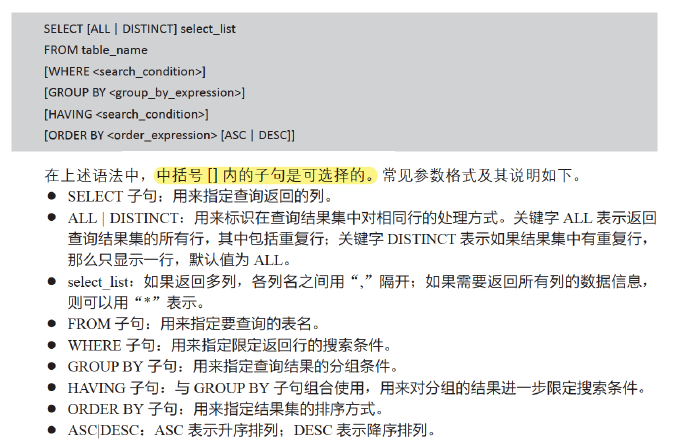 SELECT [ALL | DISTINCT] select_list
FROM table_name
[WHERE <search_condition>]
[GROUP BY <group_by_expression>]
[HAVING <search_condition>]
[ORDER BY <order_expression> [ASC | DESC]]
在上述语法中，中括号 [] 内的子句是可选择的。常见参数格式及其说明如下。
● SELECT 子句：用来指定查询返回的列。
● ALL | DISTINCT：用来标识在查询结果集中对相同行的处理方式。关键字 ALL 表示返回
查询结果集的所有行，其中包括重复行；关键字 DISTINCT 表示如果结果集中有重复行，
那么只显示一行，默认值为 ALL。
● select_list：如果返回多列，各列名之间用“,”隔开；如果需要返回所有列的数据信息，
则可以用“*”表示。
● FROM 子句：用来指定要查询的表名。
● WHERE 子句：用来指定限定返回行的搜索条件。
● GROUP BY 子句：用来指定查询结果的分组条件。
● HAVING 子句：与 GROUP BY 子句组合使用，用来对分组的结果进一步限定搜索条件。
● ORDER BY 子句：用来指定结果集的排序方式。
● ASC|DESC：ASC 表示升序排列；DESC 表示降序排列。